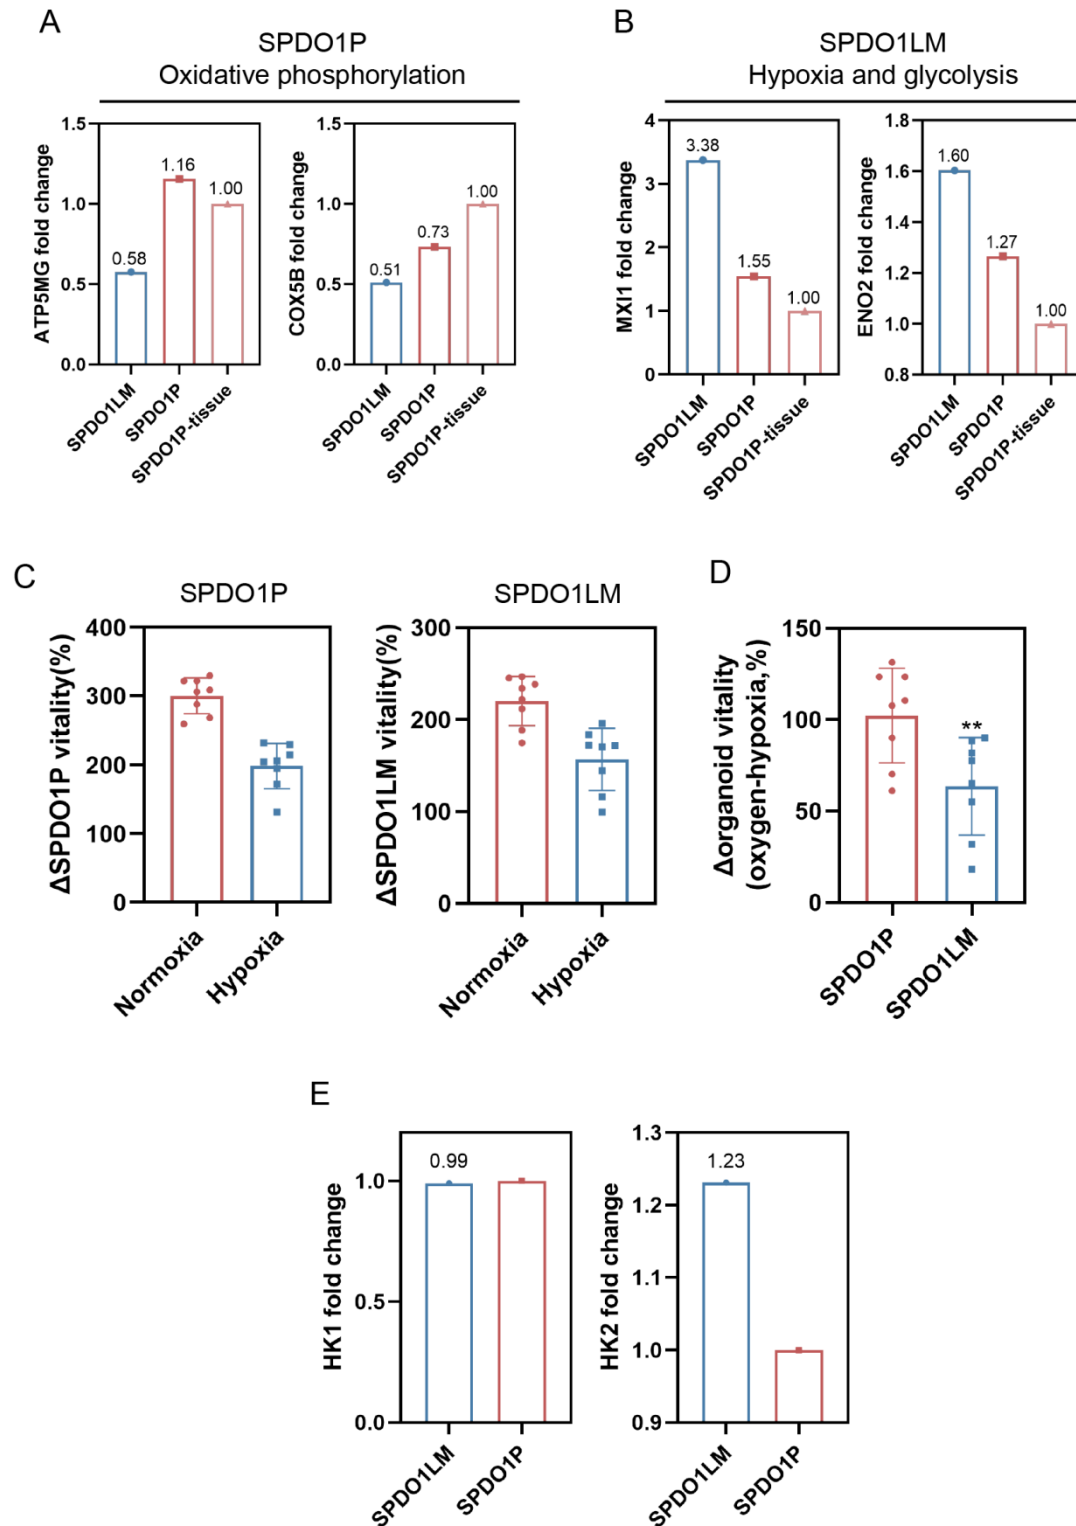 A
SPDO1P
Oxidative phosphorylation
ATP5MG fold change
1.5
1.0
0.5
0.0
0.58
1.16
1.00
SPDO1LM
SPDO1P
SPDO1P-tissue
COX5B fold change
1.5
1.0
0.5
0.0
0.51
0.73
1.00
SPDO1LM
SPDO1P
SPDO1P-tissue
B
SPDO1LM
Hypoxia and glycolysis
MXI1 fold change
4
3
2
1
0
3.38
1.55
1.00
SPDO1LM
SPDO1P
SPDO1P-tissue
ENO2 fold change
1.8
1.6
1.4
1.2
1.0
0.8
1.60
1.27
1.00
SPDO1LM
SPDO1P
SPDO1P-tissue
C
SPDO1P
ΔSPDO1P vitality(%)
400
300
200
100
0
Normoxia
Hypoxia
SPDO1LM
ΔSPDO1LM vitality(%)
300
200
100
0
Normoxia
Hypoxia
D
Δorganoid vitality
(oxygen-hypoxia,%)
150
100
50
0
**
SPDO1P
SPDO1LM
E
HK1 fold change
1.0
0.5
0.0
0.99
SPDO1LM
SPDO1P
HK2 fold change
1.3
1.2
1.1
1.0
0.9
1.23
SPDO1LM
SPDO1P